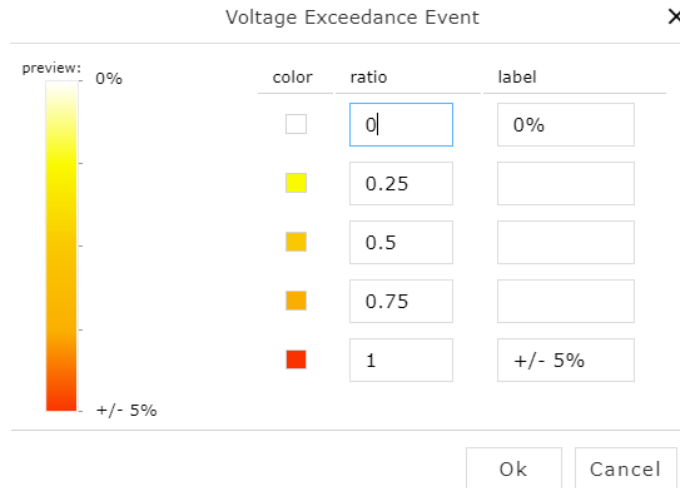 Voltage Exceedance Event ×
preview:
0%
+/- 5%
color ratio label
0 0%
0.25
0.5
0.75
1 +/- 5%
Ok Cancel